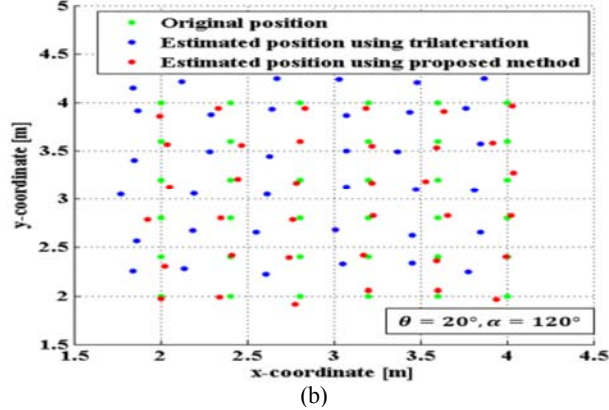 5
Original position
Estimated position using trilateration
Estimated position using proposed method
4.5
4
3.5
3
2.5
2
1.5
y-coordinate [m]
θ = 20°, α = 120°
1.5 2 2.5 3 3.5 4 4.5
x-coordinate [m]
(b)